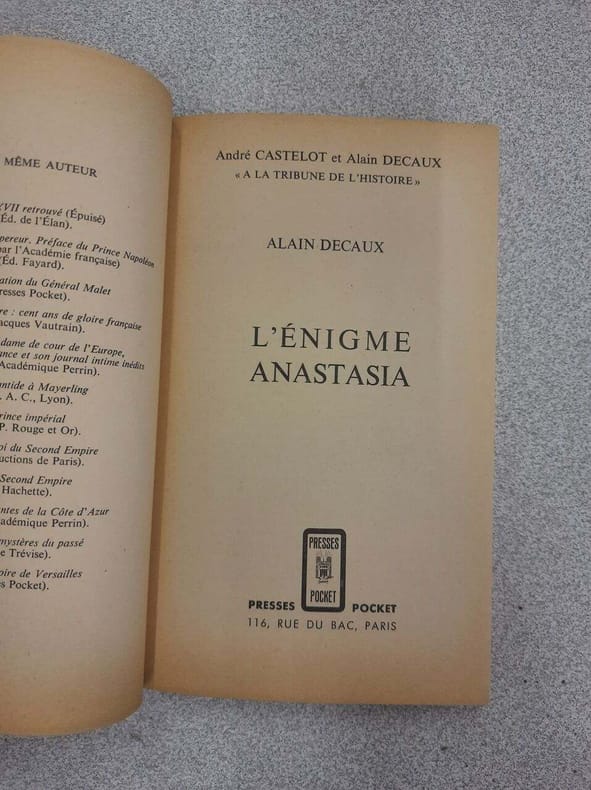 MÊME AUTEUR
XVII retrouvé (Épuisé)
Éd. de l'Élan).
pereur. Préface du Prince Napoléon
par l'Académie française)
(Éd. Fayard).
ation du Général Malet
resses Pocket).
re : cent ans de gloire française
acques Vautrain).
dame de cour de l'Europe,
ance et son journal intime inédits
Académique Perrin).
antide à Mayerling
. A. C., Lyon).
rince impérial
P. Rouge et Or).
oi du Second Empire
uctions de Paris).
Second Empire
Hachette).
ntes de la Côte d'Azur
adémique Perrin).
mystères du passé
e Trévise).
oire de Versailles
es Pocket).
André CASTELOT et Alain DECAUX
« A LA TRIBUNE DE L'HISTOIRE »
ALAIN DECAUX
L'ÉNIGME
ANASTASIA
PRESSES
POCKET
PRESSES POCKET
116, RUE DU BAC, PARIS